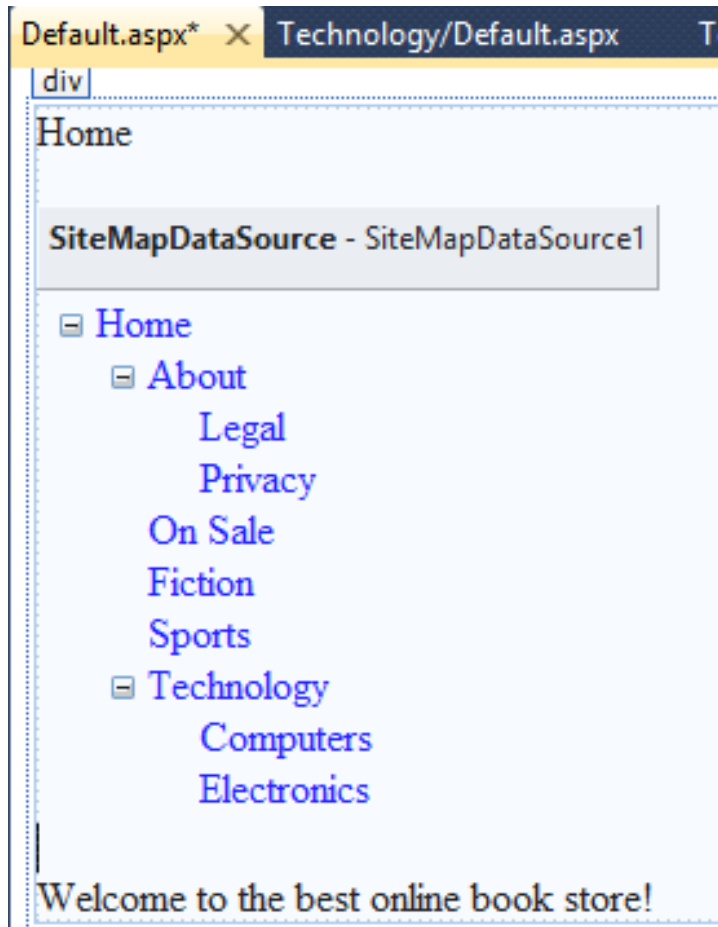 Default.aspx* × Technology/Default.aspx T
div
Home
SiteMapDataSource - SiteMapDataSource1
Home
About
Legal
Privacy
On Sale
Fiction
Sports
Technology
Computers
Electronics
Welcome to the best online book store!